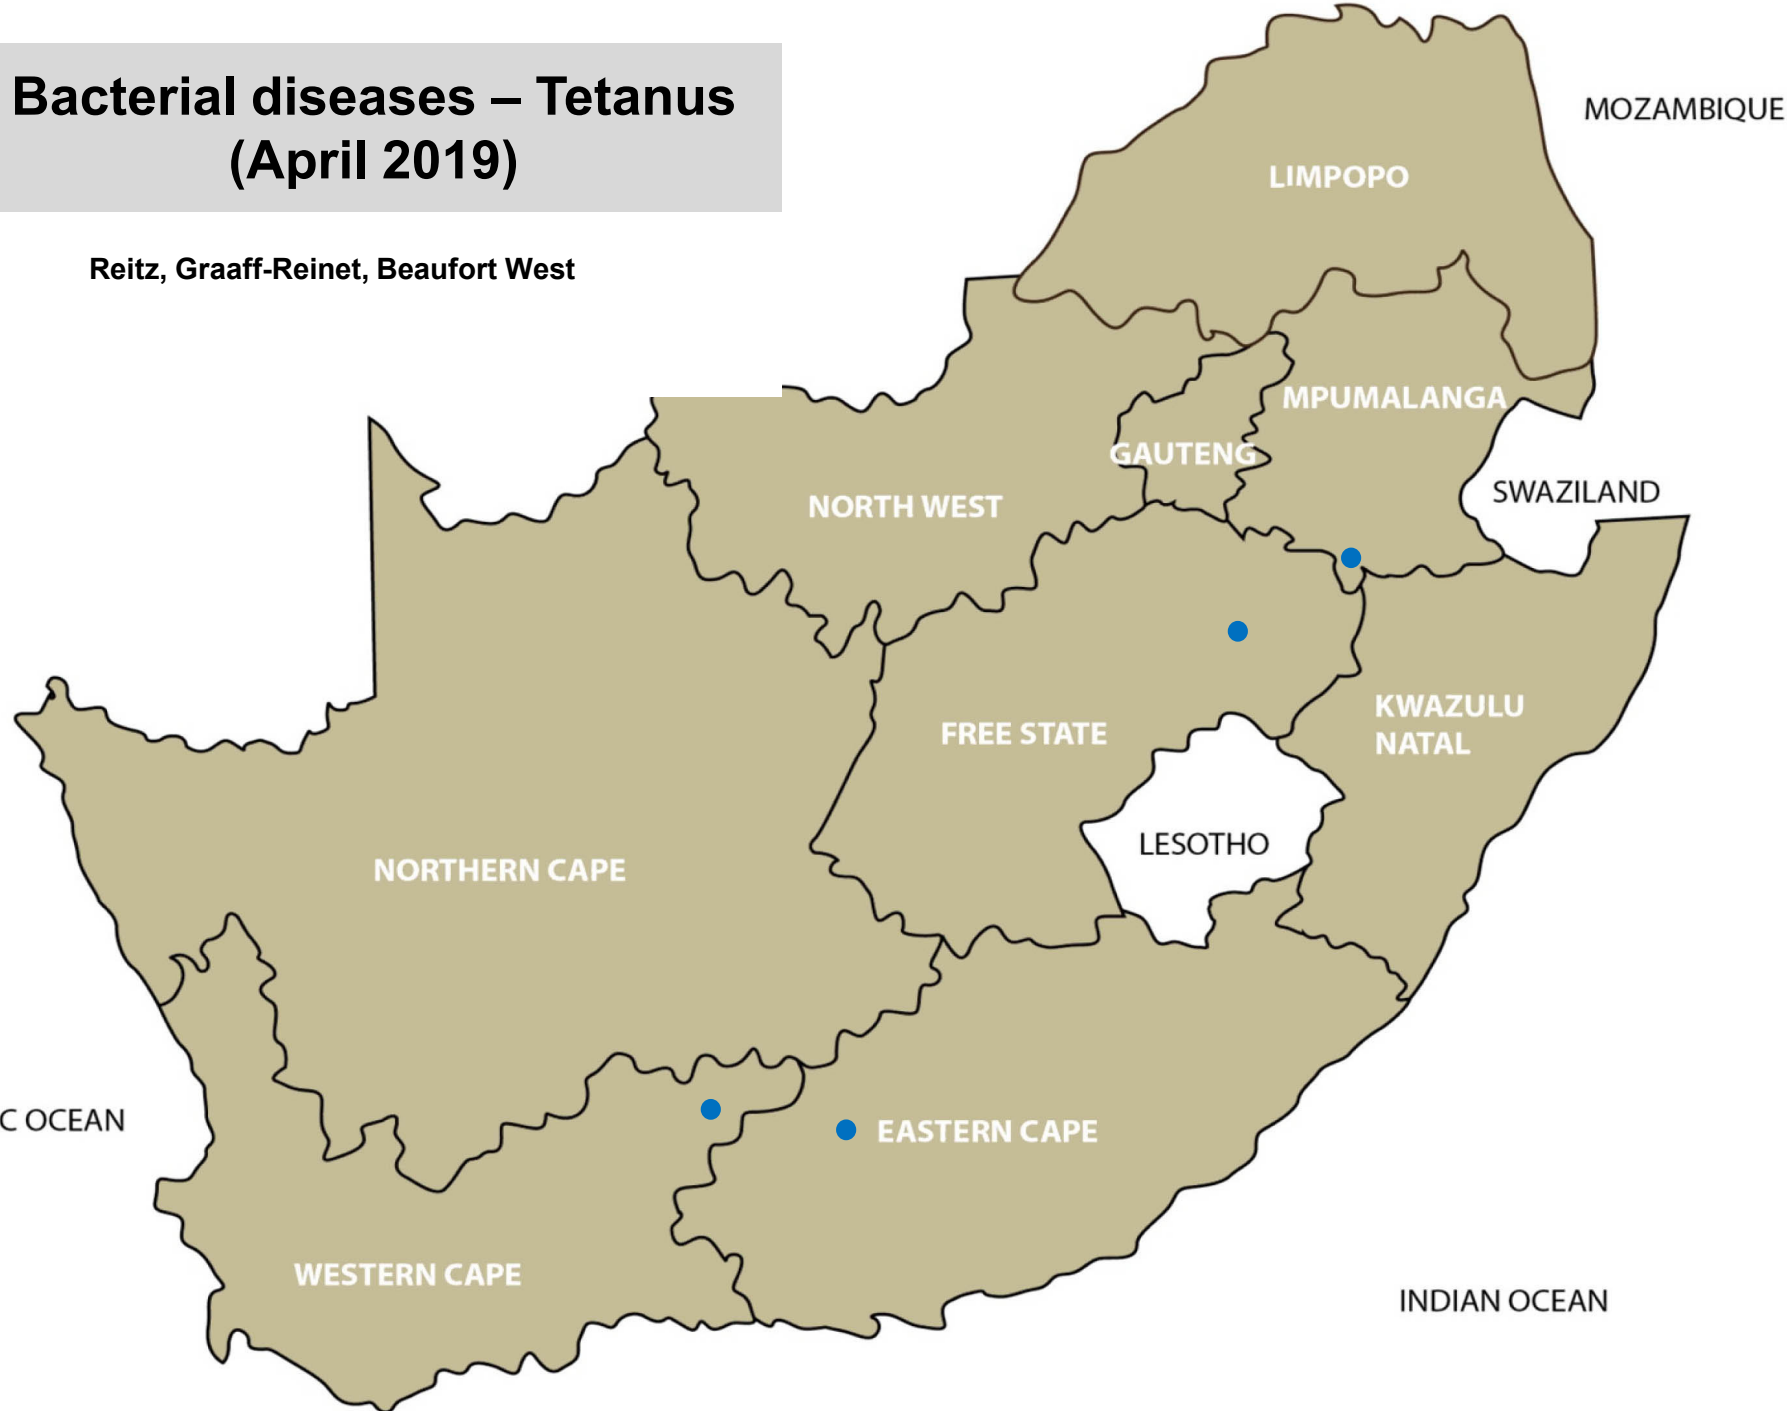 Bacterial diseases – Tetanus
(April 2019)
Reitz, Graaff-Reinet, Beaufort West
MOZAMBIQUE
LIMPOPO
MPUMALANGA
GAUTENG
NORTH WEST
SWAZILAND
KWAZULU
NATAL
FREE STATE
LESOTHO
NORTHERN CAPE
C OCEAN
EASTERN CAPE
WESTERN CAPE
INDIAN OCEAN